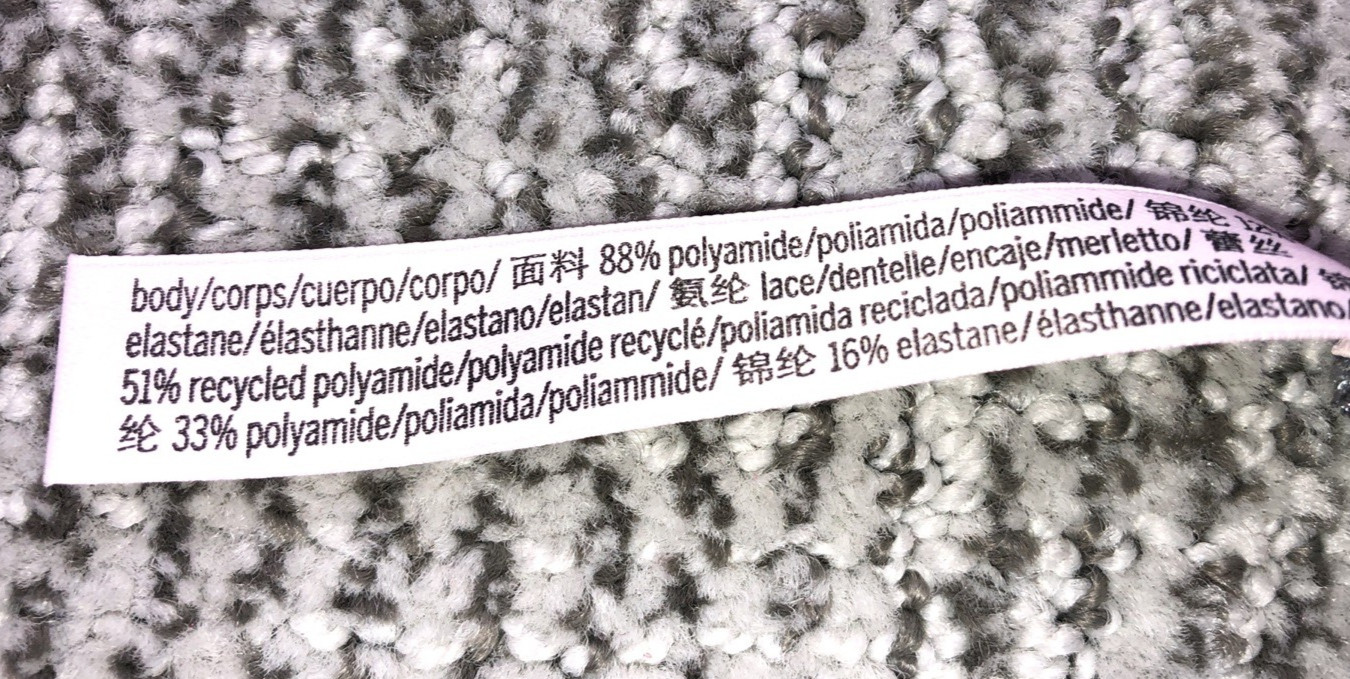 body/corps/cuerpo/corpo/ 面料 88% polyamide/poliamida/poliammide/ 锦纶
elastane/élasthanne/elastano/elastan/ 氨纶 lace/dentelle/encaje/merletto/ 蕾丝
51% recycled polyamide/polyamide recyclé/poliamida reciclada/poliammide riciclata/
纶 33% polyamide/poliamida/poliammide/ 锦纶 16% elastane/élasthanne/elastano/